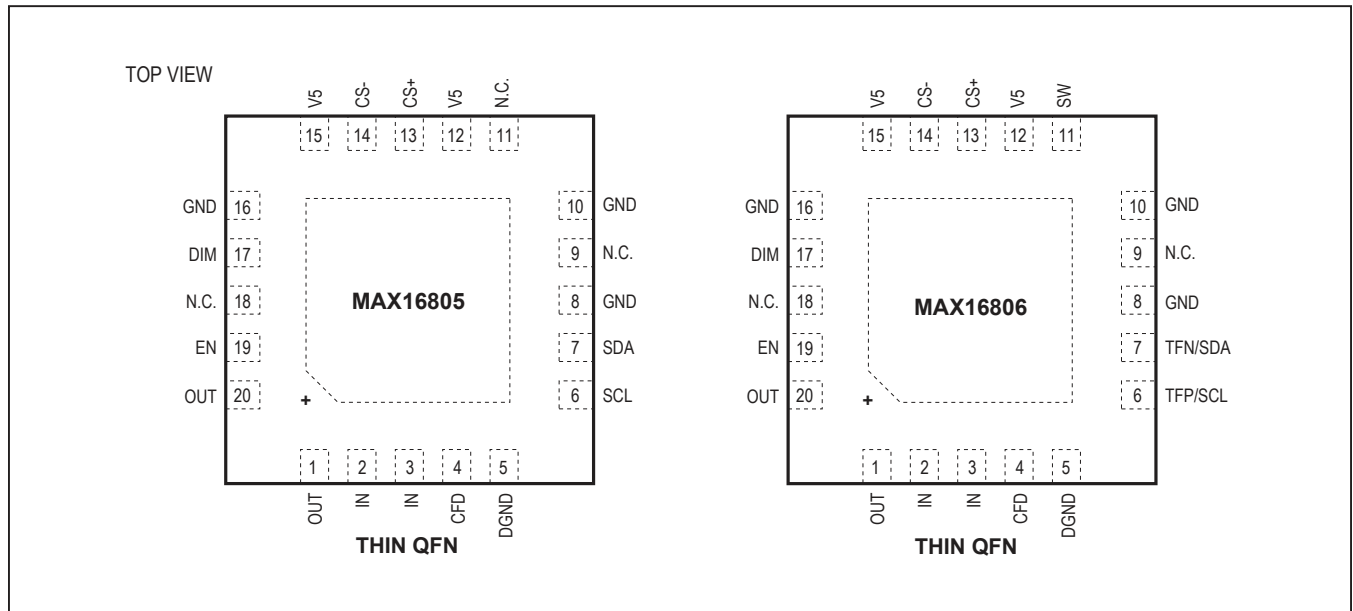 TOP VIEW
V5 CS- CS+ V5 N.C.
15 14 13 12 11
GND 16
DIM 17
N.C. 18
EN 19
OUT 20
MAX16805
10 GND
9 N.C.
8 GND
7 SDA
6 SCL
+
1 2 3 4 5
OUT IN IN CFD DGND
THIN QFN
V5 CS- CS+ V5 SW
15 14 13 12 11
GND 16
DIM 17
N.C. 18
EN 19
OUT 20
MAX16806
10 GND
9 N.C.
8 GND
7 TFN/SDA
6 TFP/SCL
+
1 2 3 4 5
OUT IN IN CFD DGND
THIN QFN